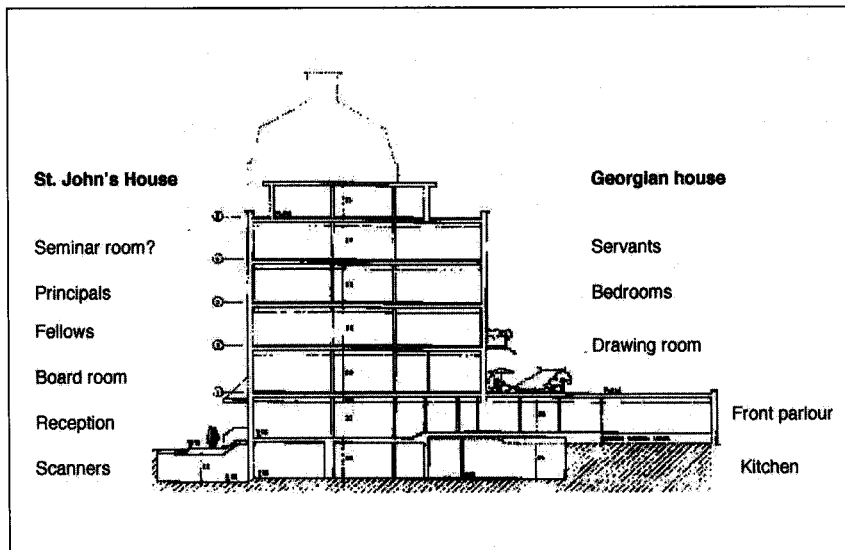 St. John's House
Georgian house
Seminar room?
Servants
Principals
Bedrooms
Fellows
Drawing room
Board room
Reception
Front parlour
Scanners
Kitchen